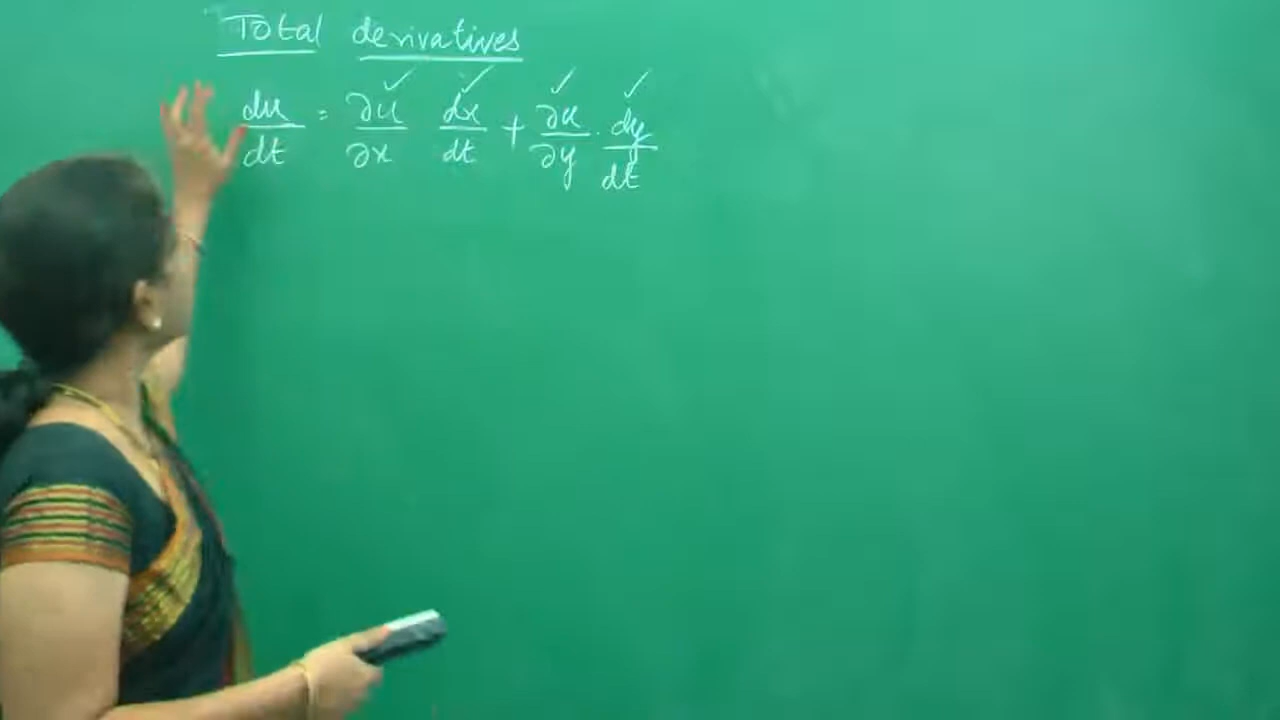 Total derivatives
du/dt = ∂u/∂x dx/dt + ∂u/∂y . dy/dt